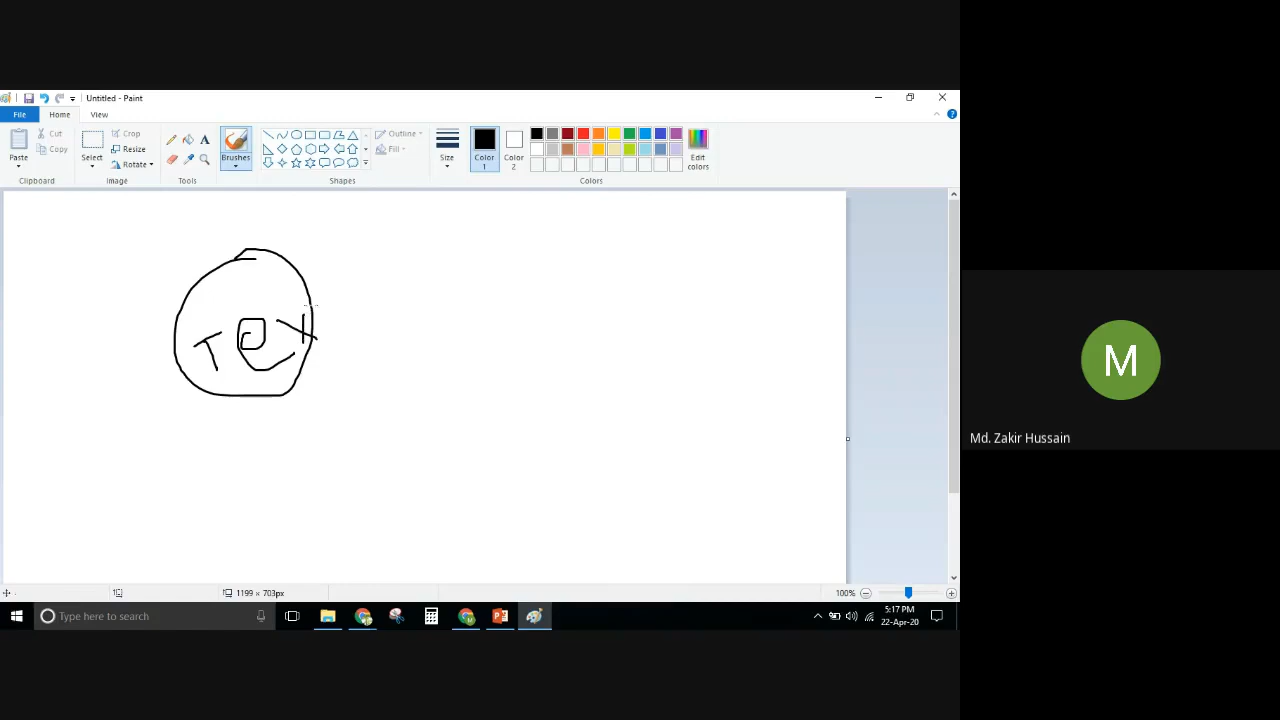 Untitled - Paint
File Home View
Paste
Cut
Copy
Clipboard
Select
Crop
Resize
Rotate
Image
Tools
Brushes
Outline
Fill
Shapes
Size
Color 1
Color 2
Edit colors
Colors
Tex
M
Md. Zakir Hussain
1199 × 703px
100%
Type here to search
5:17 PM
22-Apr-20